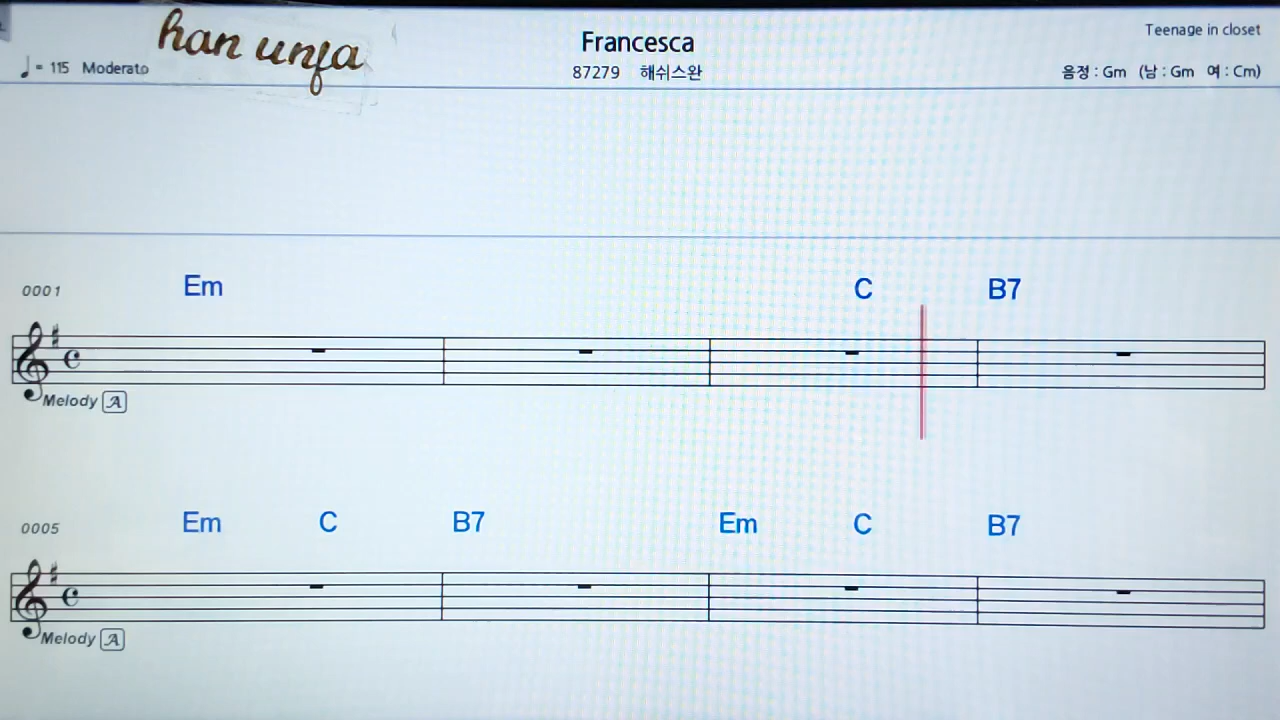 han unfa
Francesca
Teenage in closet
♩ = 115 Moderato
87279 해쉬스완
음정 : Gm (남 : Gm 여 : Cm)
0001 Em C B7
Melody A
0005 Em C B7 Em C B7
Melody A